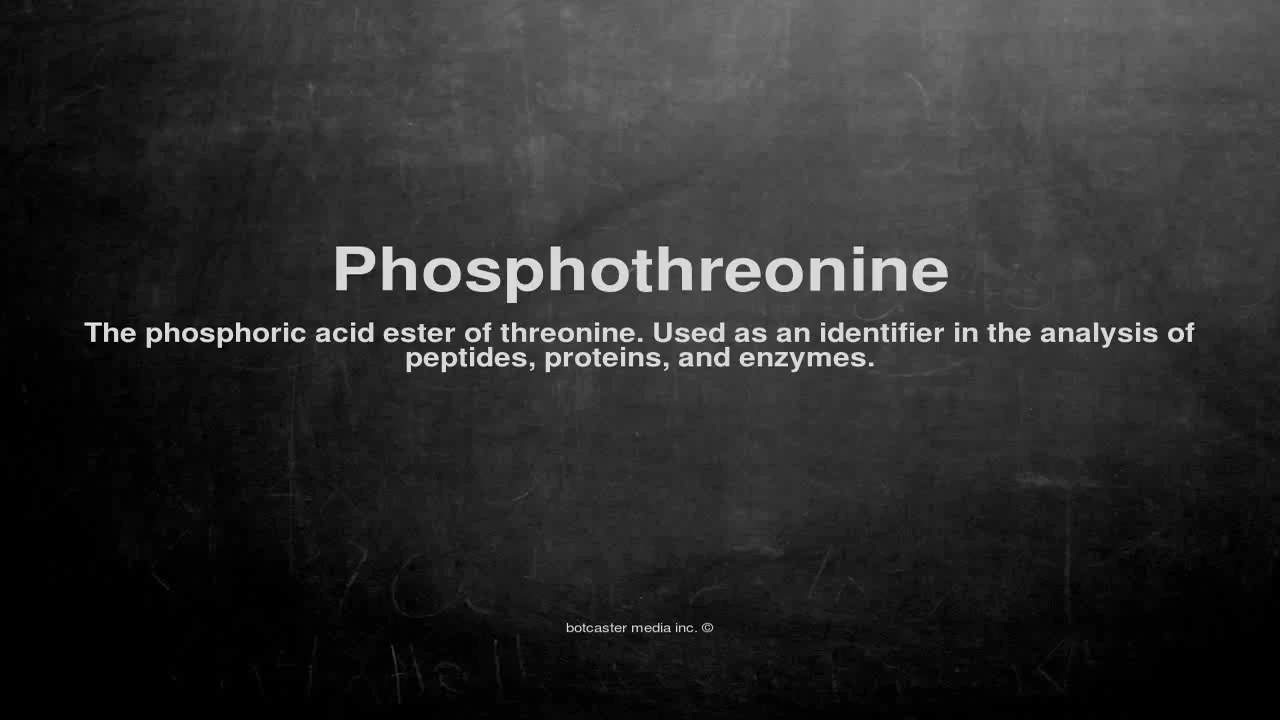 Phosphothreonine
The phosphoric acid ester of threonine. Used as an identifier in the analysis of
peptides, proteins, and enzymes.
botcaster media inc. ©